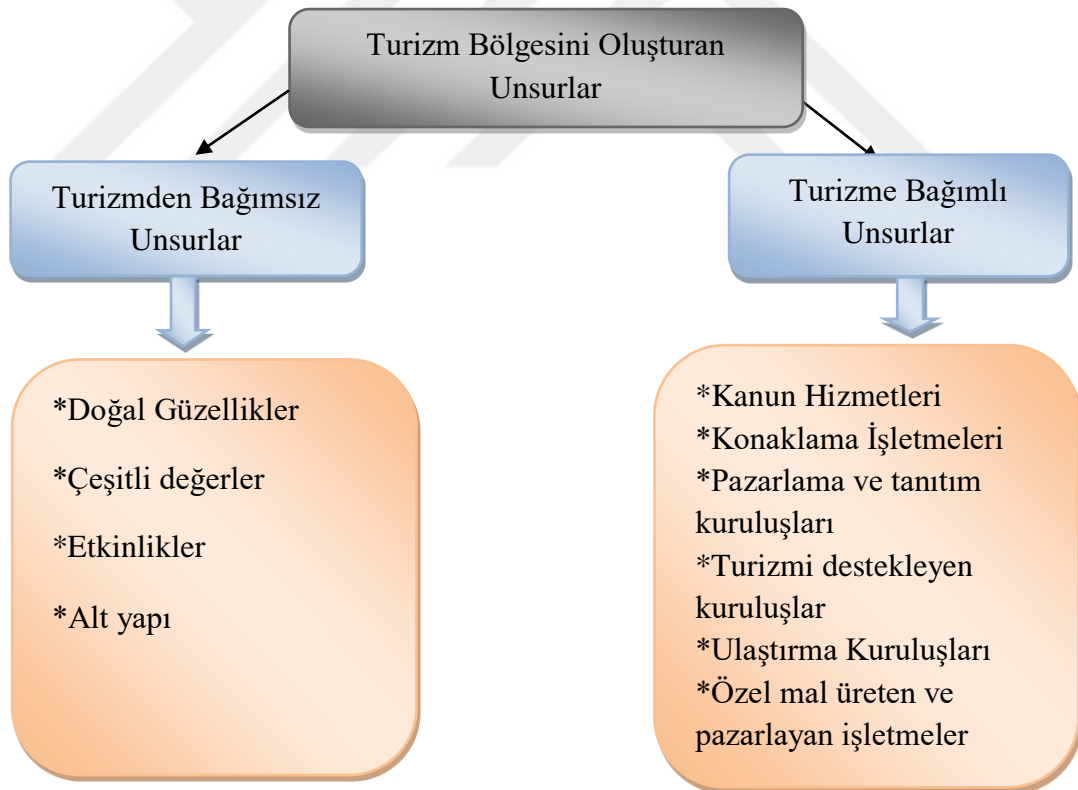 Turizm Bölgesini Oluşturan
Unsurlar
Turizmden Bağımsız
Unsurlar
Turizme Bağımlı
Unsurlar
*Doğal Güzellikler
*Çeşitli değerler
*Etkinlikler
*Alt yapı
*Kanun Hizmetleri
*Konaklama İşletmeleri
*Pazarlama ve tanıtım
kuruluşları
*Turizmi destekleyen
kuruluşlar
*Ulaştırma Kuruluşları
*Özel mal üreten ve
pazarlayan işletmeler